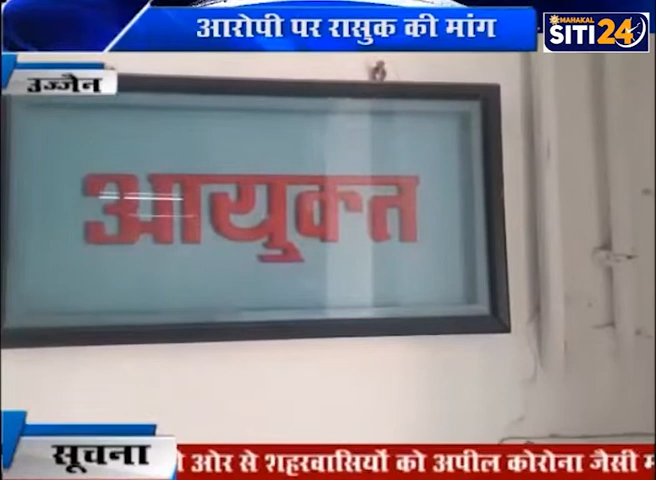 आरोपी पर रासुक की मांग
MAHAKAL
SITI24
उज्जैन
आयुक्त
सूचना
ओर से शहरवासियों को अपील कोरोना जैसी